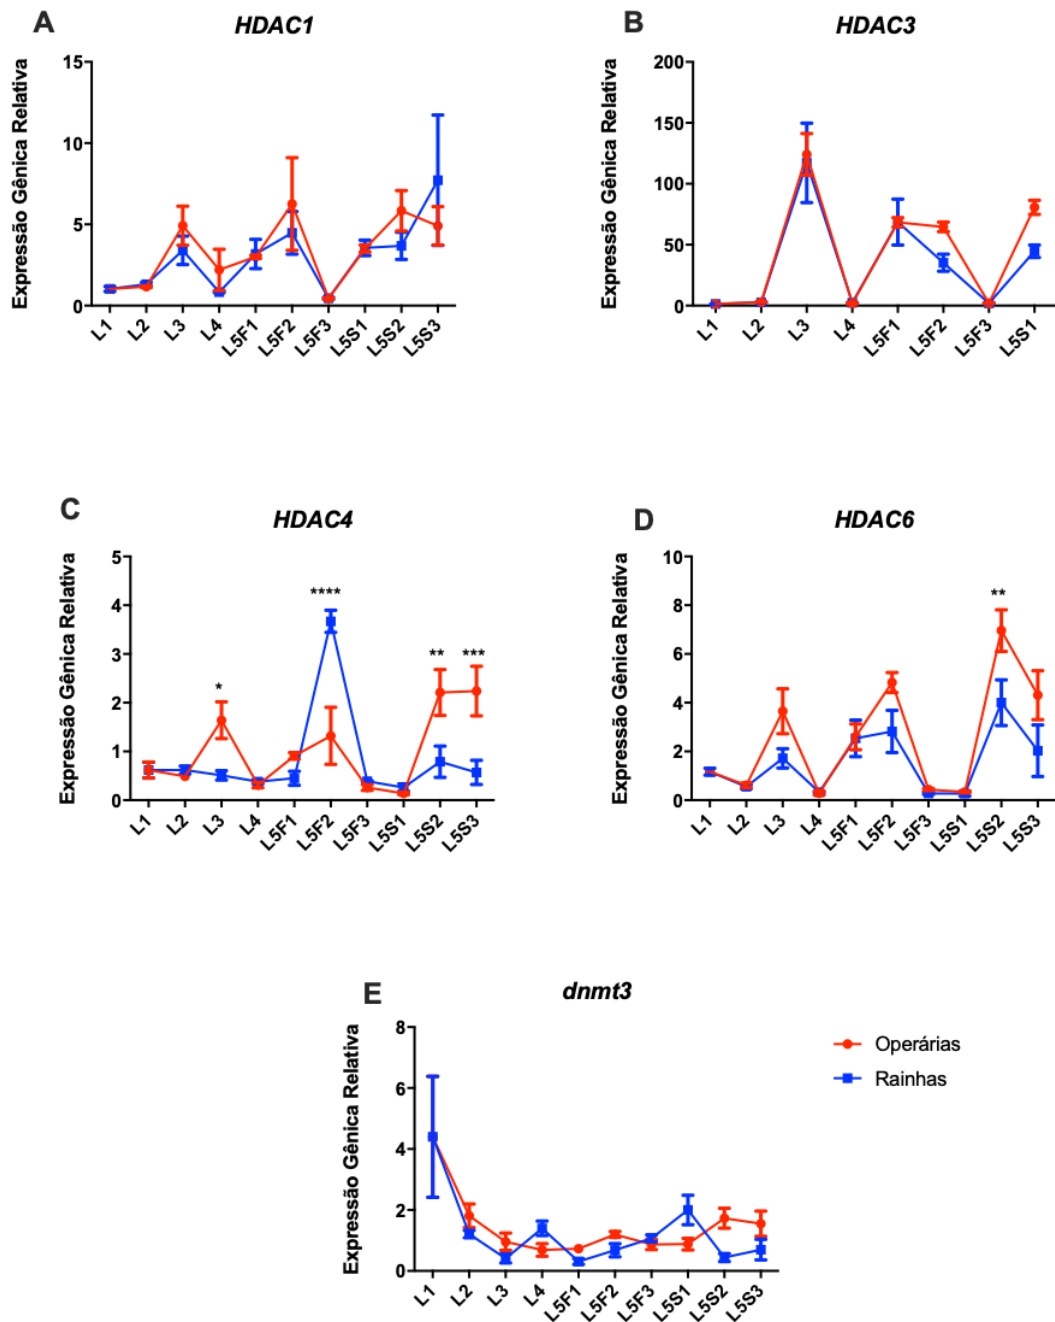 A
HDAC1
Expressão Gênica Relativa
15
10
5
0
L1 L2 L3 L4 L5F1 L5F2 L5F3 L5S1 L5S2 L5S3
B
HDAC3
Expressão Gênica Relativa
200
150
100
50
0
L1 L2 L3 L4 L5F1 L5F2 L5F3 L5S1
C
HDAC4
Expressão Gênica Relativa
5
4
3
2
1
0
* **** ** ***
L1 L2 L3 L4 L5F1 L5F2 L5F3 L5S1 L5S2 L5S3
D
HDAC6
Expressão Gênica Relativa
10
8
6
4
2
0
**
L1 L2 L3 L4 L5F1 L5F2 L5F3 L5S1 L5S2 L5S3
E
dnmt3
Expressão Gênica Relativa
8
6
4
2
0
L1 L2 L3 L4 L5F1 L5F2 L5F3 L5S1 L5S2 L5S3
Operárias
Rainhas